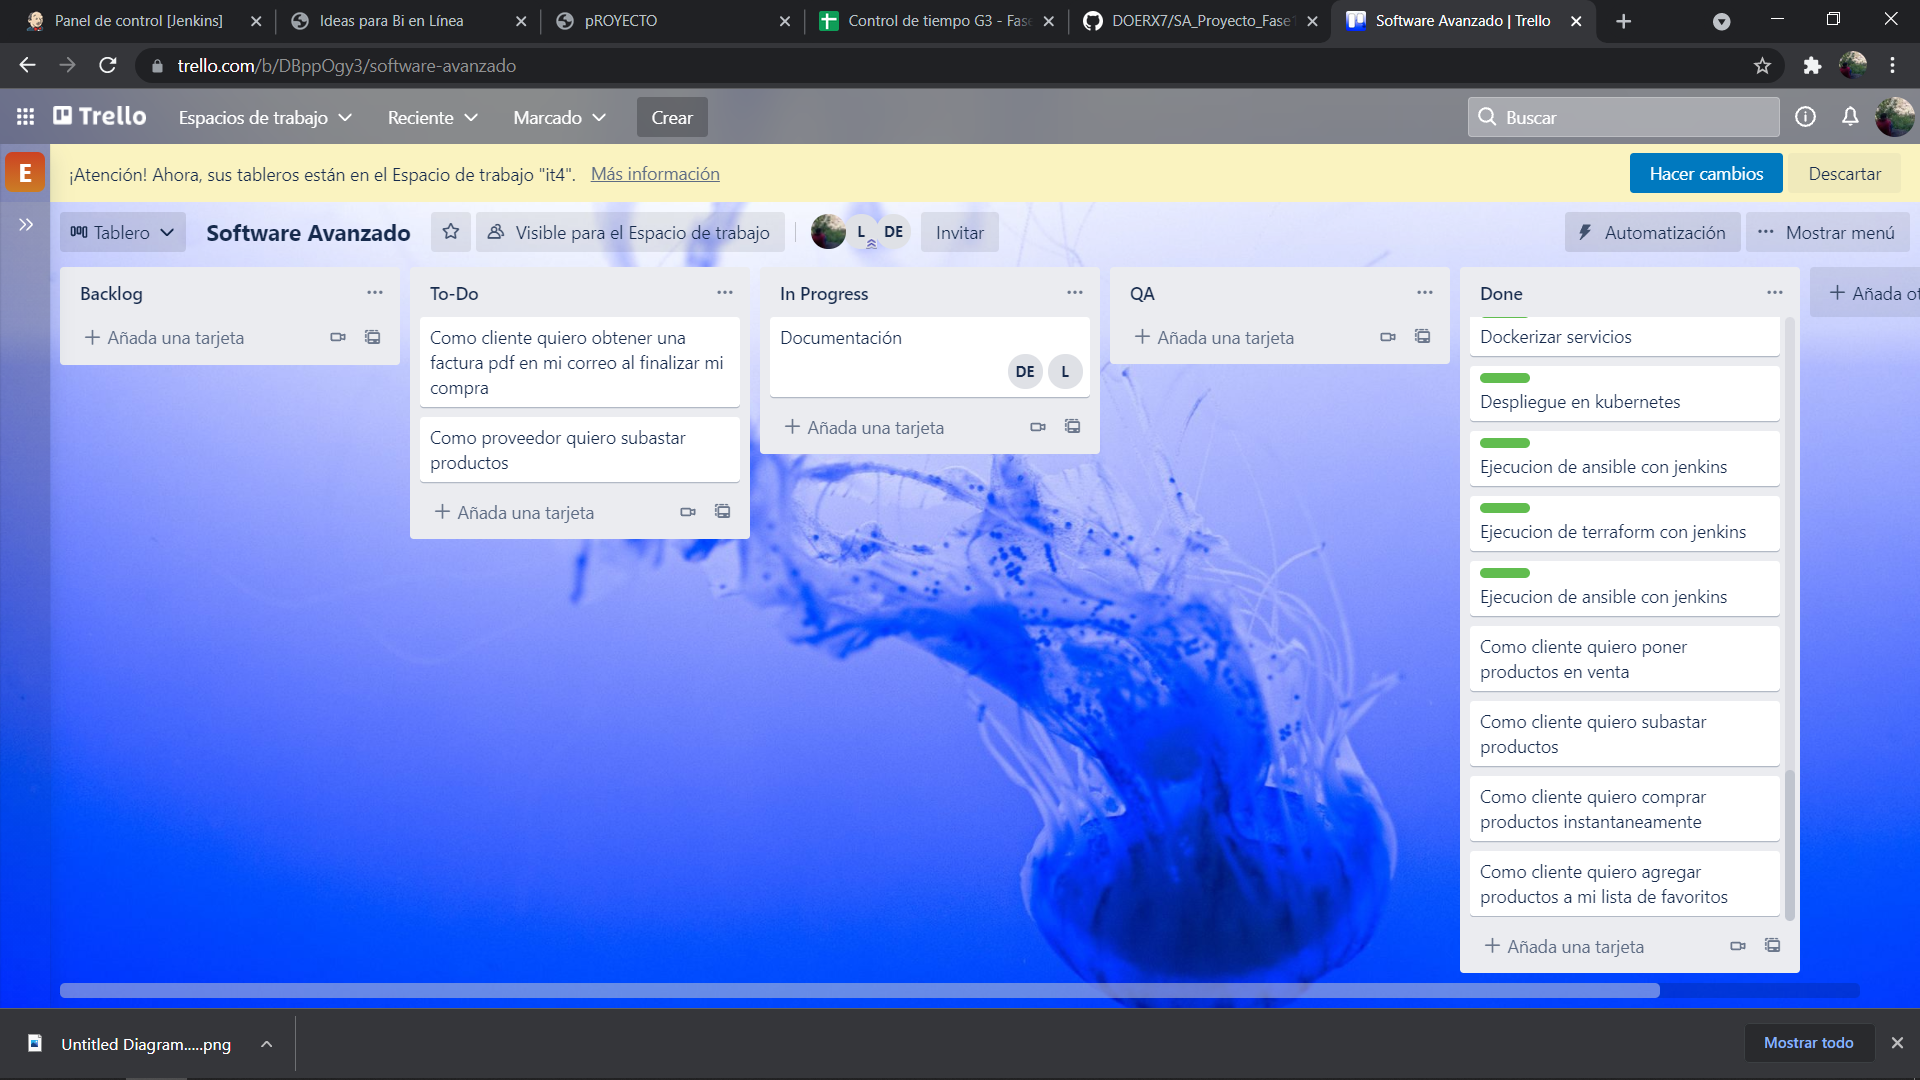 Panel de control [Jenkins]
Ideas para Bi en Línea
pROYECTO
Control de tiempo G3 - Fas
DOERX7/SA_Proyecto_Fase1
Software Avanzado | Trello
trello.com/b/DBppOgy3/software-avanzado
Trello
Espacios de trabajo
Reciente
Marcado
Crear
Buscar
E
¡Atención! Ahora, sus tableros están en el Espacio de trabajo "it4". Más información
Hacer cambios
Descartar
Tablero
Software Avanzado
Visible para el Espacio de trabajo
L
DE
Invitar
Automatización
Mostrar menú
Backlog
Añada una tarjeta
To-Do
Como cliente quiero obtener una
factura pdf en mi correo al finalizar mi
compra
Como proveedor quiero subastar
productos
Añada una tarjeta
In Progress
Documentación
DE
L
Añada una tarjeta
QA
Añada una tarjeta
Done
Dockerizar servicios
Despliegue en kubernetes
Ejecucion de ansible con jenkins
Ejecucion de terraform con jenkins
Ejecucion de ansible con jenkins
Como cliente quiero poner
productos en venta
Como cliente quiero subastar
productos
Como cliente quiero comprar
productos instantaneamente
Como cliente quiero agregar
productos a mi lista de favoritos
Añada una tarjeta
Añada ot
Untitled Diagram.....png
Mostrar todo